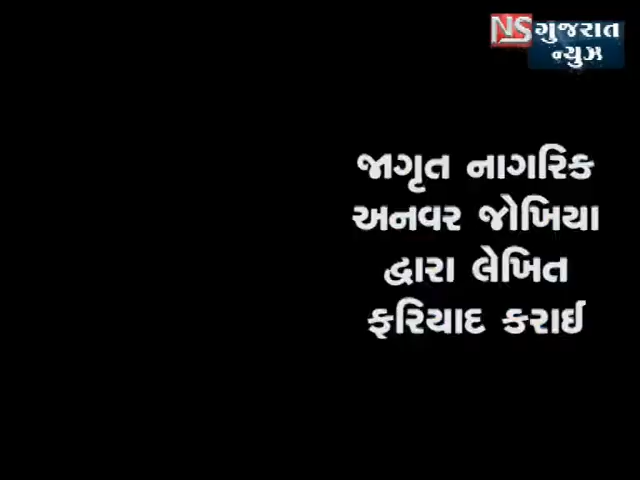 NS ગુજરાત
ન્યુઝ
જાગૃત નાગરિક
અનવર જોખિયા
દ્વારા લેખિત
ફરિયાદ કરાઈ